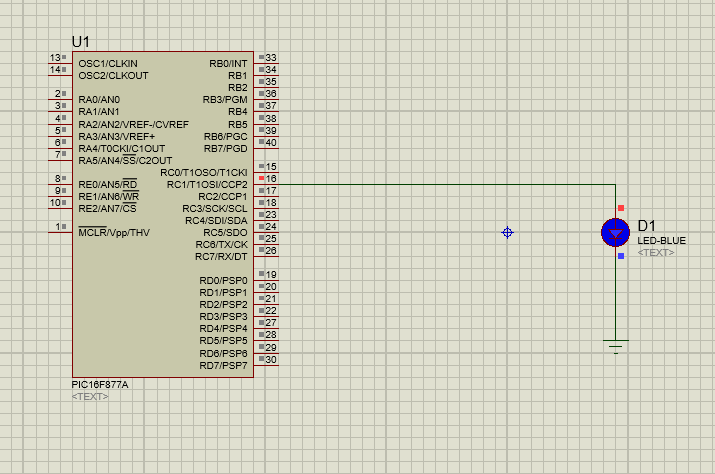 U1
13 OSC1/CLKIN RB0/INT 33
14 OSC2/CLKOUT RB1 34
RB2 35
2 RA0/AN0 RB3/PGM 36
3 RA1/AN1 RB4 37
4 RA2/AN2/VREF-/CVREF RB5 38
5 RA3/AN3/VREF+ RB6/PGC 39
6 RA4/T0CKI/C1OUT RB7/PGD 40
7 RA5/AN4/SS/C2OUT
RC0/T1OSO/T1CKI 15
8 RE0/AN5/RD RC1/T1OSI/CCP2 16
9 RE1/AN6/WR RC2/CCP1 17
10 RE2/AN7/CS RC3/SCK/SCL 18
RC4/SDI/SDA 23
1 MCLR/Vpp/THV RC5/SDO 24
RC6/TX/CK 25
RC7/RX/DT 26
RD0/PSP0 19
RD1/PSP1 20
RD2/PSP2 21
RD3/PSP3 22
RD4/PSP4 27
RD5/PSP5 28
RD6/PSP6 29
RD7/PSP7 30
PIC16F877A
<TEXT>
D1
LED-BLUE
<TEXT>